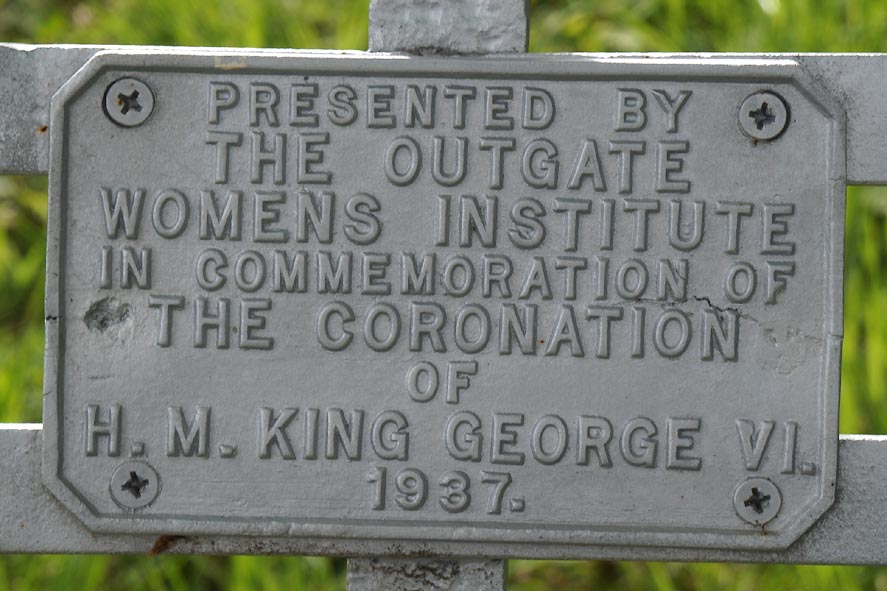 PRESENTED BY
THE OUTGATE
WOMENS INSTITUTE
IN COMMEMORATION OF
THE CORONATION
OF
H. M. KING GEORGE VI.
1937.